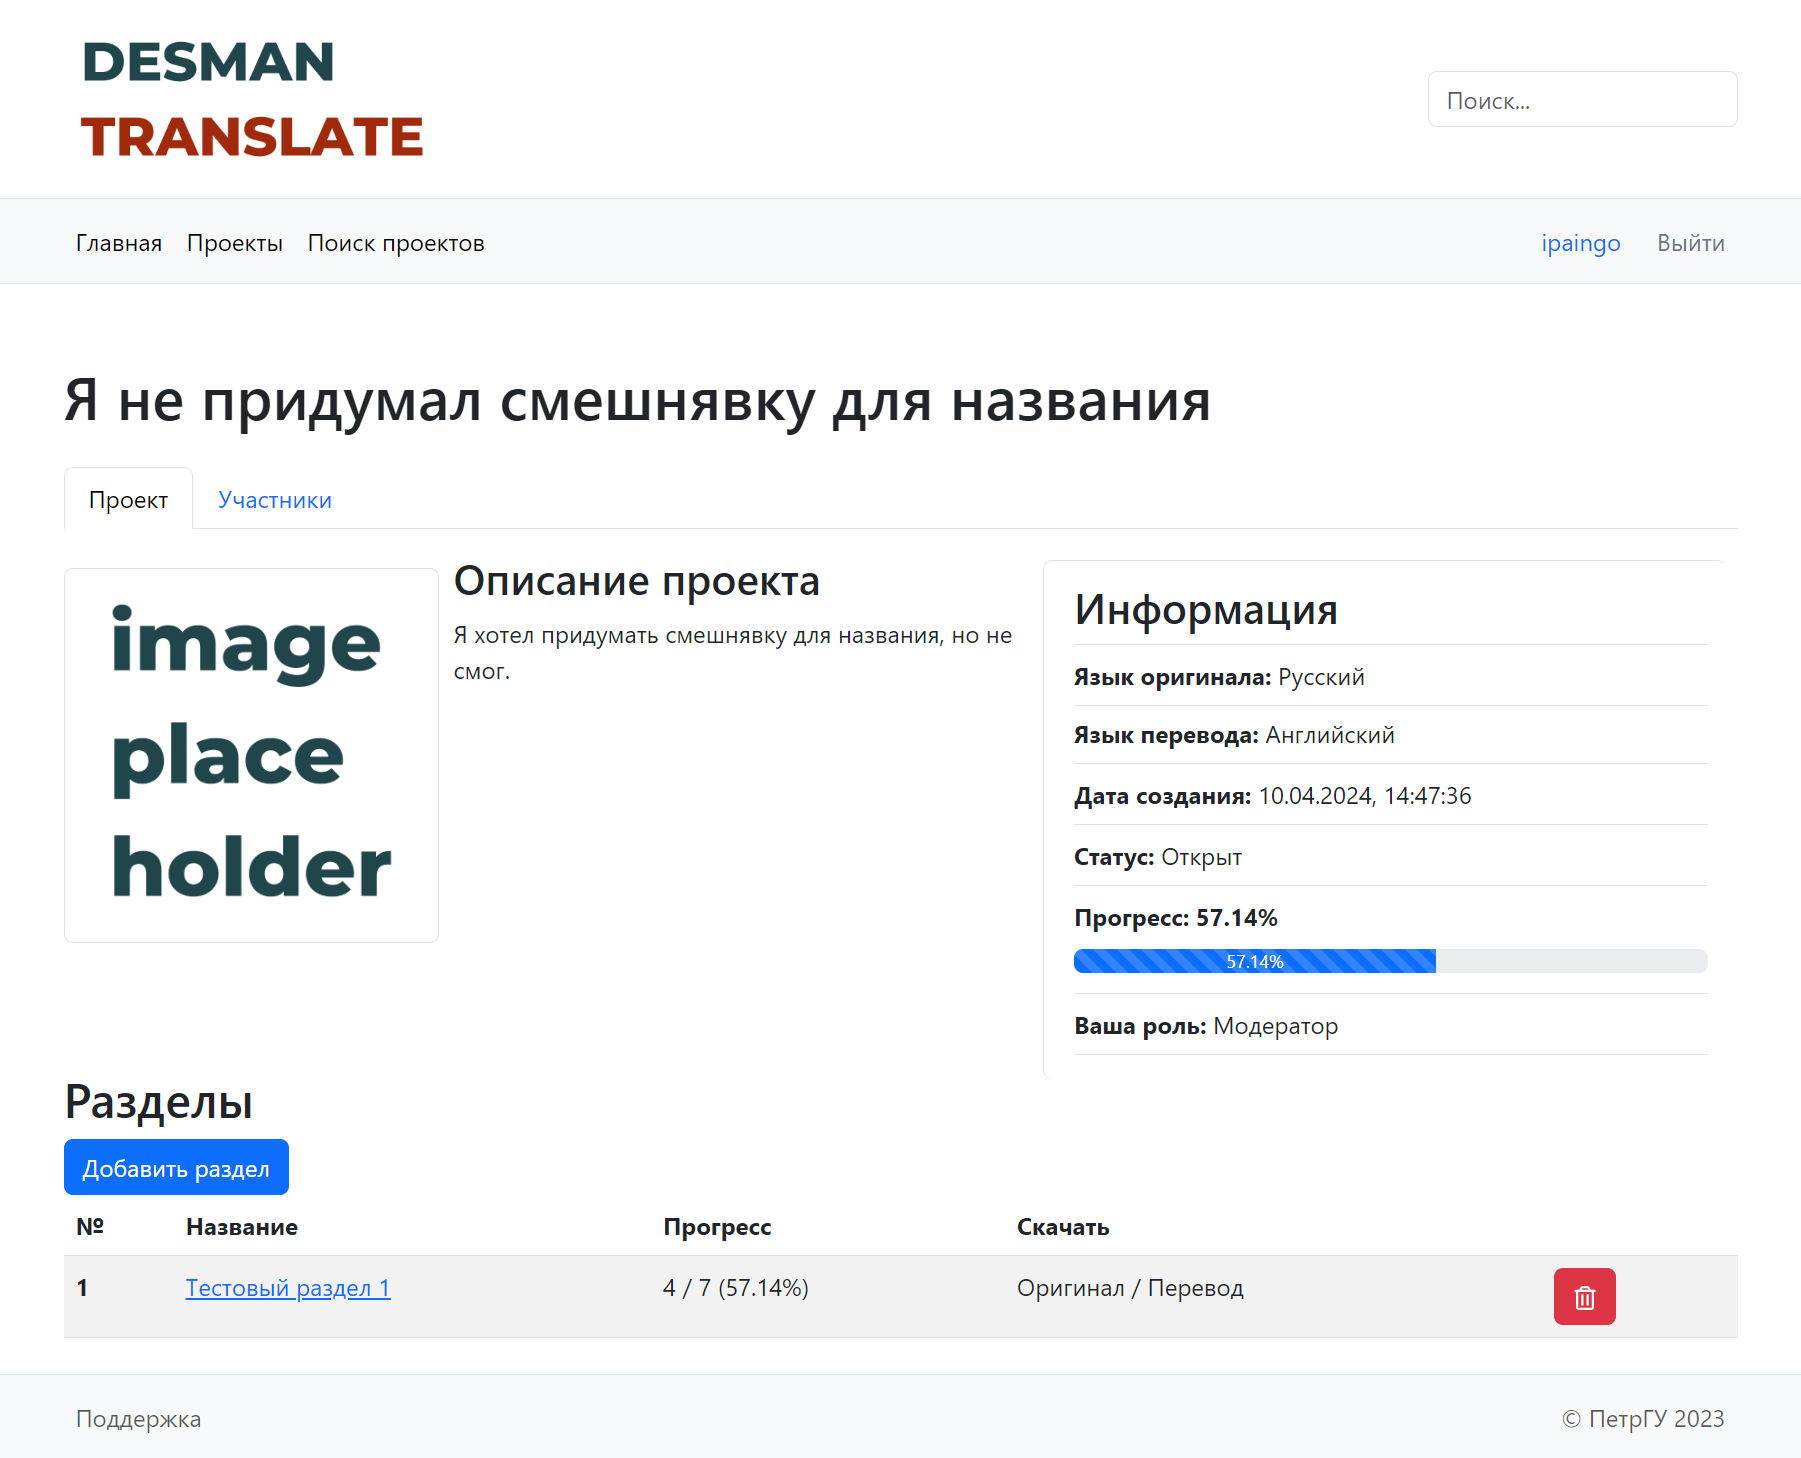 DESMAN
TRANSLATE
Поиск...
Главная Проекты Поиск проектов ipaingo Выйти
Я не придумал смешнявку для названия
Проект Участники
image
place
holder
Описание проекта
Я хотел придумать смешнявку для названия, но не
смог.
Информация
Язык оригинала: Русский
Язык перевода: Английский
Дата создания: 10.04.2024, 14:47:36
Статус: Открыт
Прогресс: 57.14%
57.14%
Ваша роль: Модератор
Разделы
Добавить раздел
№ Название Прогресс Скачать
1 Тестовый раздел 1 4 / 7 (57.14%) Оригинал / Перевод
Поддержка © ПетрГУ 2023